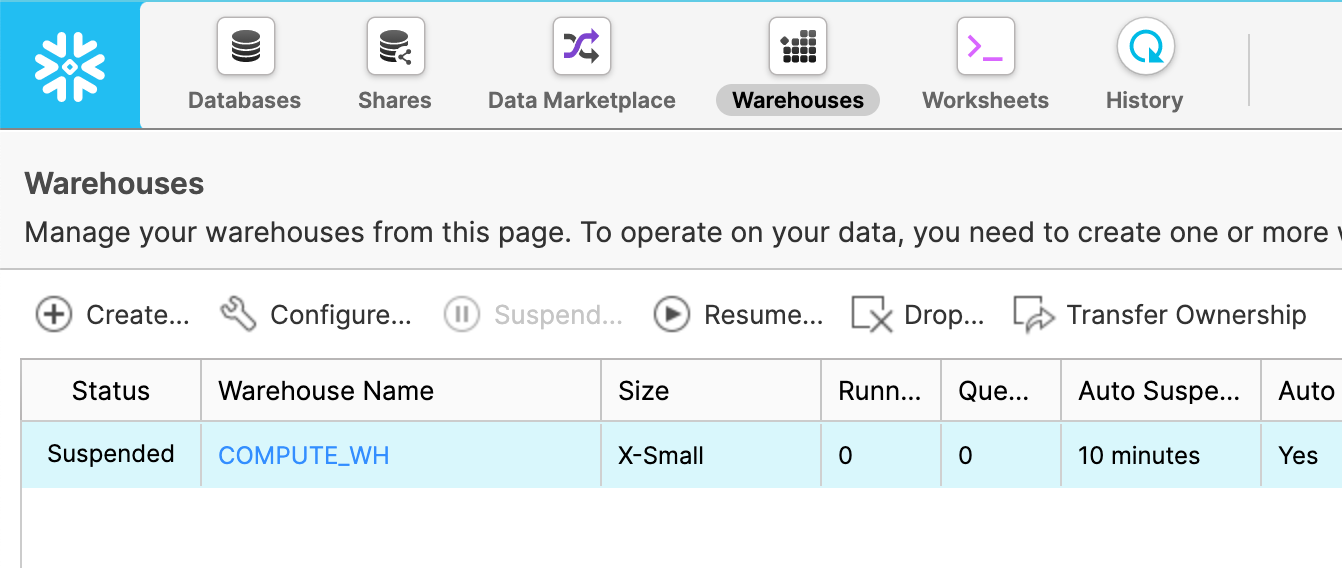 Databases Shares Data Marketplace Warehouses Worksheets History
Warehouses
Manage your warehouses from this page. To operate on your data, you need to create one or more
Create... Configure... Suspend... Resume... Drop... Transfer Ownership
Status Warehouse Name Size Runn... Que... Auto Suspe... Auto
Suspended COMPUTE_WH X-Small 0 0 10 minutes Yes